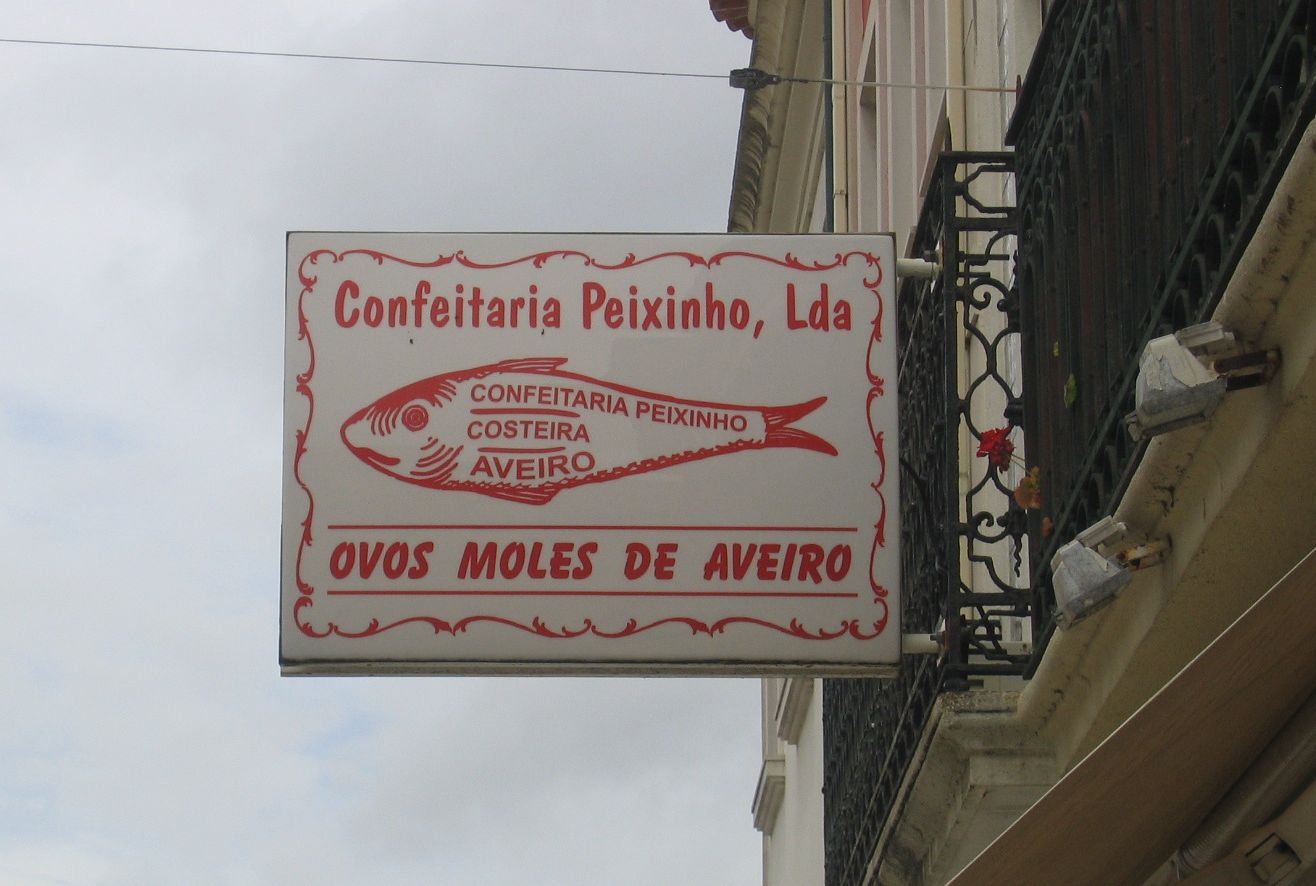 Confeitaria Peixinho, Lda
CONFEITARIA PEIXINHO
COSTEIRA
AVEIRO
OVOS MOLES DE AVEIRO